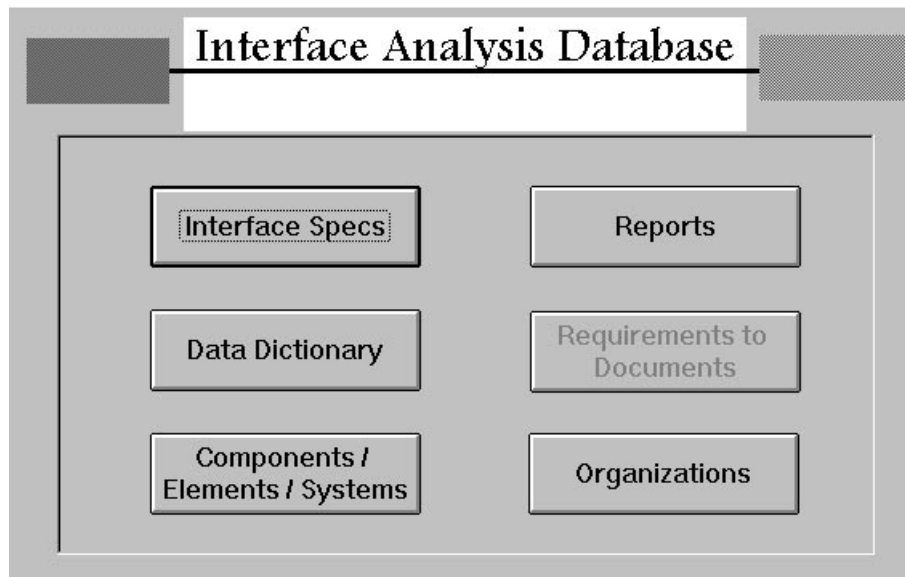 Interface Analysis Database
Interface Specs
Reports
Data Dictionary
Requirements to
Documents
Components /
Elements / Systems
Organizations